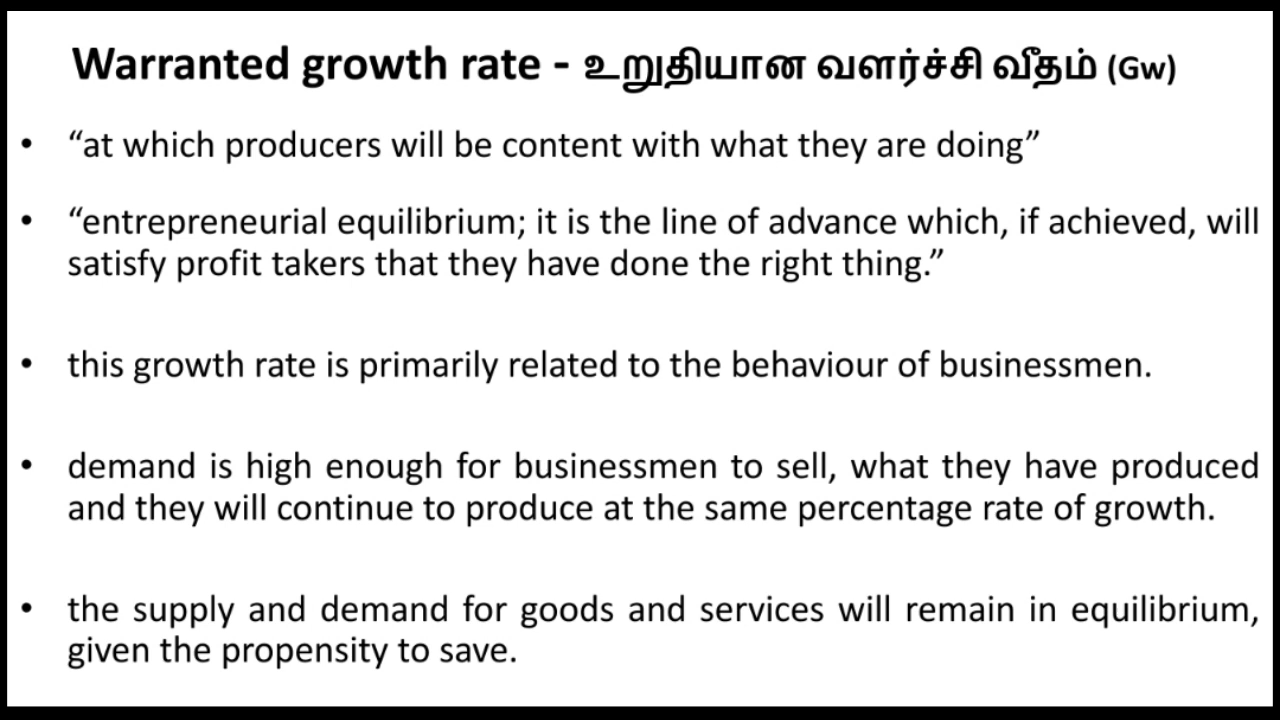 Warranted growth rate - உறுதியான வளர்ச்சி வீதம் (Gw)
• “at which producers will be content with what they are doing”
• “entrepreneurial equilibrium; it is the line of advance which, if achieved, will
satisfy profit takers that they have done the right thing.”
• this growth rate is primarily related to the behaviour of businessmen.
• demand is high enough for businessmen to sell, what they have produced
and they will continue to produce at the same percentage rate of growth.
• the supply and demand for goods and services will remain in equilibrium,
given the propensity to save.